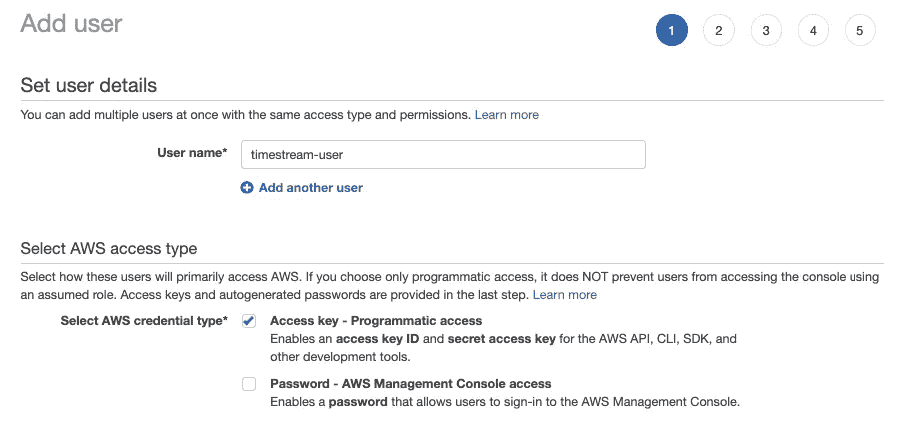 Add user
1 2 3 4 5
Set user details
You can add multiple users at once with the same access type and permissions. Learn more
User name* timestream-user
Add another user
Select AWS access type
Select how these users will primarily access AWS. If you choose only programmatic access, it does NOT prevent users from accessing the console using
an assumed role. Access keys and autogenerated passwords are provided in the last step. Learn more
Select AWS credential type* Access key - Programmatic access
Enables an access key ID and secret access key for the AWS API, CLI, SDK, and
other development tools.
Password - AWS Management Console access
Enables a password that allows users to sign-in to the AWS Management Console.